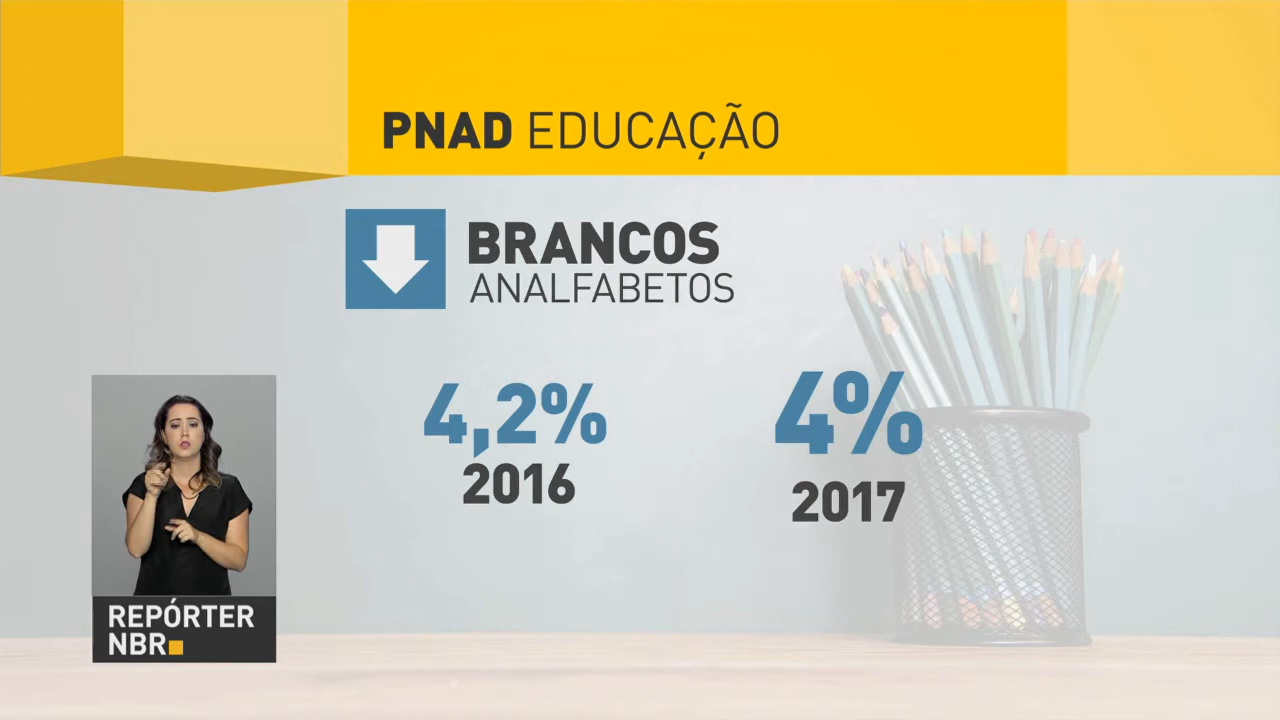 PNAD EDUCAÇÃO
BRANCOS
ANALFABETOS
4,2%
2016
4%
2017
REPÓRTER
NBR